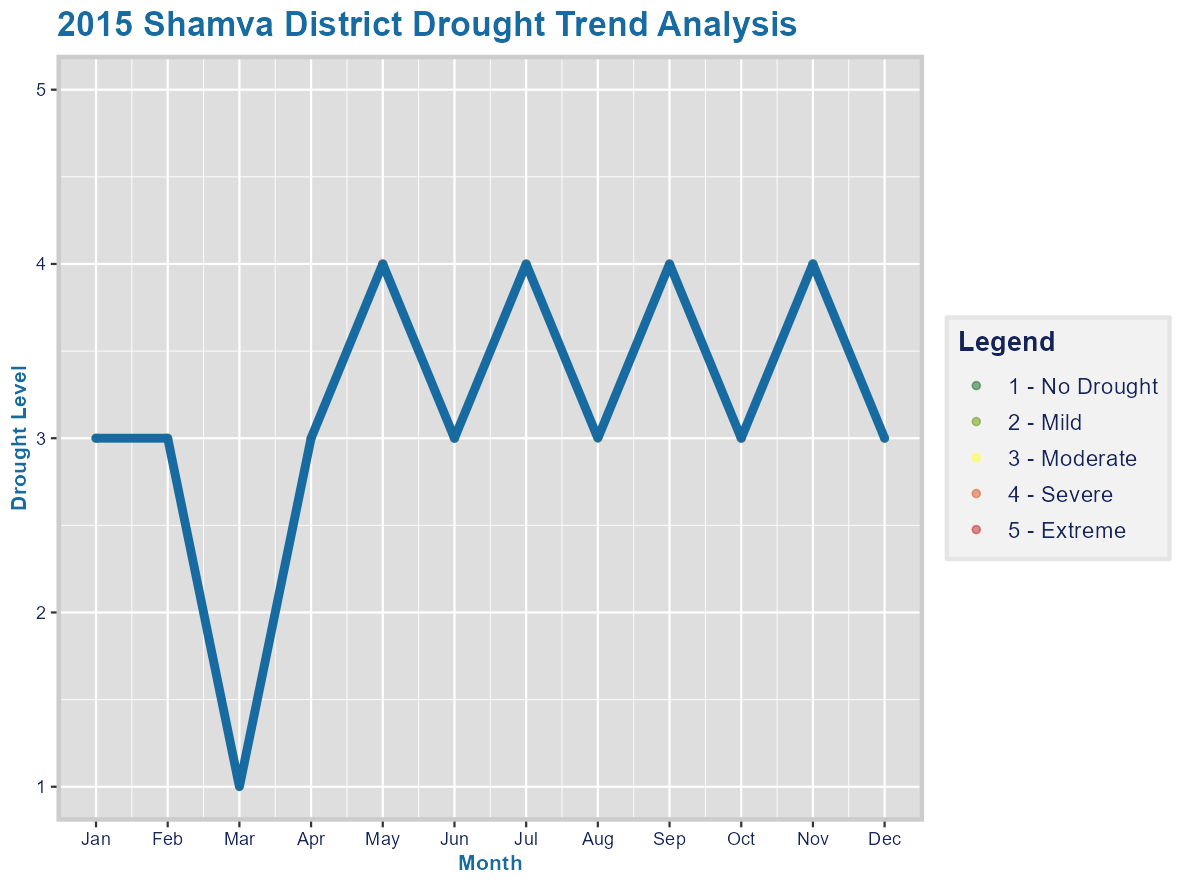 2015 Shamva District Drought Trend Analysis
Drought Level
5
4
3
2
1
Jan Feb Mar Apr May Jun Jul Aug Sep Oct Nov Dec
Month
Legend
1 - No Drought
2 - Mild
3 - Moderate
4 - Severe
5 - Extreme